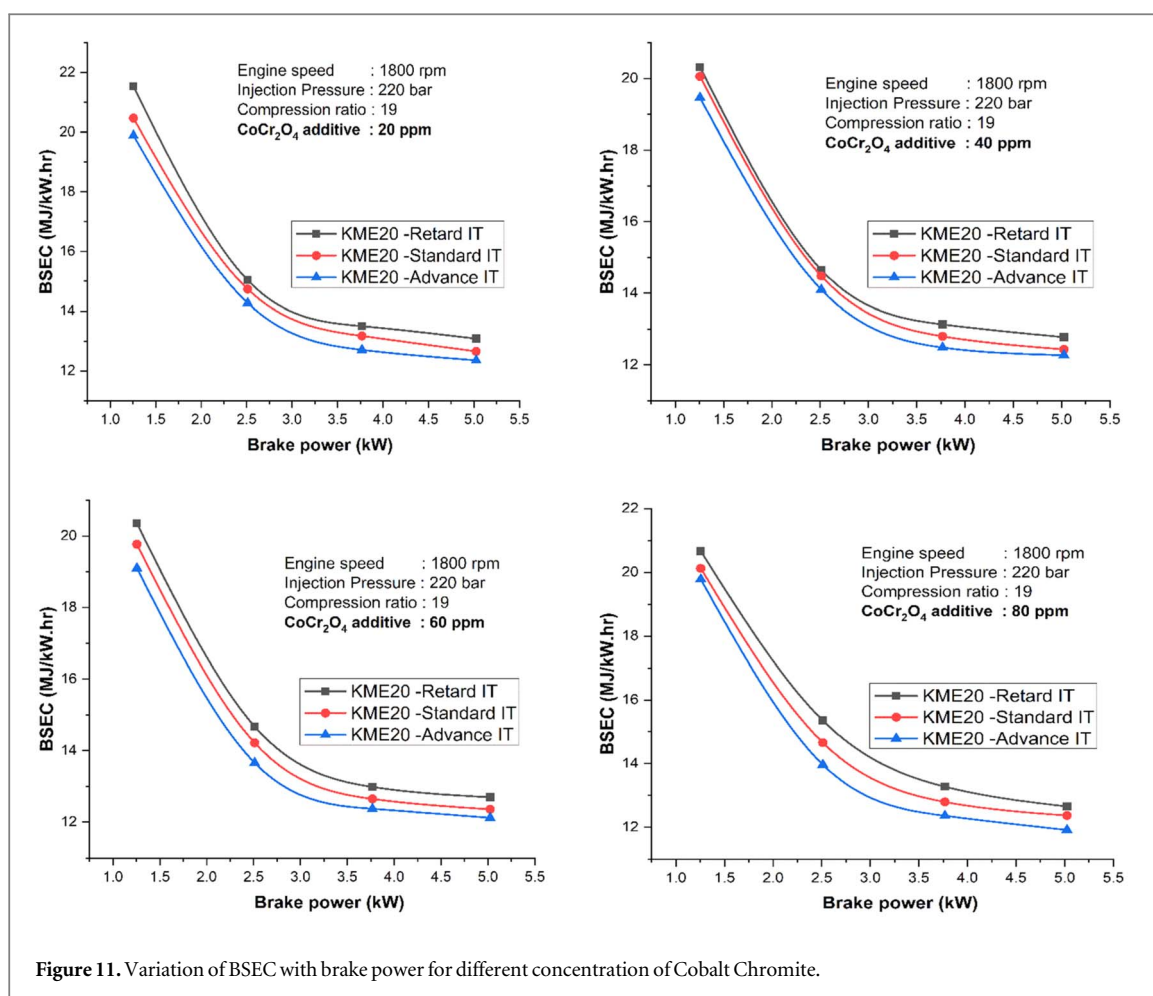 22
20
18
16
14
12
BSEC (MJ/kW.hr)
Engine speed : 1800 rpm
Injection Pressure : 220 bar
Compression ratio : 19
CoCr₂O₄ additive : 20 ppm
KME20 -Retard IT
KME20 -Standard IT
KME20 -Advance IT
1.0 1.5 2.0 2.5 3.0 3.5 4.0 4.5 5.0 5.5
Brake power (kW)
20
18
16
14
12
BSEC (MJ/kW.hr)
Engine speed : 1800 rpm
Injection Pressure : 220 bar
Compression ratio : 19
CoCr₂O₄ additive : 40 ppm
KME20 -Retard IT
KME20 -Standard IT
KME20 -Advance IT
1.0 1.5 2.0 2.5 3.0 3.5 4.0 4.5 5.0 5.5
Brake power (kW)
20
18
16
14
12
BSEC (MJ/kW.hr)
Engine speed : 1800 rpm
Injection Pressure : 220 bar
Compression ratio : 19
CoCr₂O₄ additive : 60 ppm
KME20 -Retard IT
KME20 -Standard IT
KME20 -Advance IT
1.0 1.5 2.0 2.5 3.0 3.5 4.0 4.5 5.0 5.5
Brake power (kW)
22
20
18
16
14
12
BSEC (MJ/kW.hr)
Engine speed : 1800 rpm
Injection Pressure : 220 bar
Compression ratio : 19
CoCr₂O₄ additive : 80 ppm
KME20 -Retard IT
KME20 -Standard IT
KME20 -Advance IT
1.0 1.5 2.0 2.5 3.0 3.5 4.0 4.5 5.0 5.5
Brake power (kW)
Figure 11. Variation of BSEC with brake power for different concentration of Cobalt Chromite.